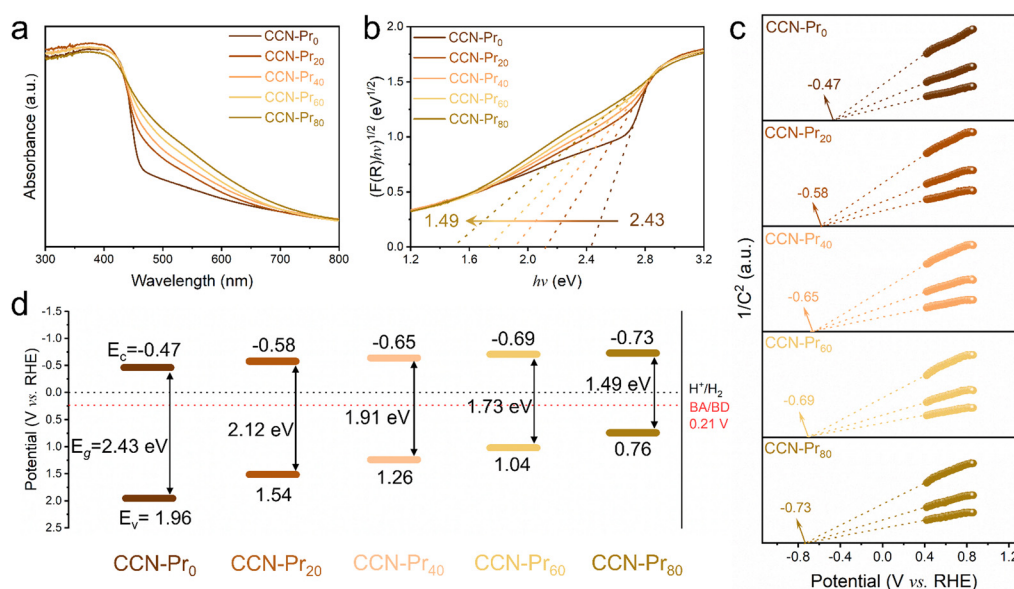 a
CCN-Pr₀
CCN-Pr₂₀
CCN-Pr₄₀
CCN-Pr₆₀
CCN-Pr₈₀
Absorbance (a.u.)
300 400 500 600 700 800
Wavelength (nm)
b
CCN-Pr₀
CCN-Pr₂₀
CCN-Pr₄₀
CCN-Pr₆₀
CCN-Pr₈₀
(F(R)hν)¹ᐟ² (eV¹ᐟ²)
2.0
1.5
1.0
0.5
0.0
1.49
2.43
1.2 1.6 2.0 2.4 2.8 3.2
hν (eV)
c
CCN-Pr₀
-0.47
CCN-Pr₂₀
-0.58
CCN-Pr₄₀
-0.65
CCN-Pr₆₀
-0.69
CCN-Pr₈₀
-0.73
1/C² (a.u.)
-0.8 -0.4 0.0 0.4 0.8 1.2
Potential (V vs. RHE)
d
Potential (V vs. RHE)
-1.5
-1.0
-0.5
0.0
0.5
1.0
1.5
2.0
2.5
E_c=-0.47
-0.58
-0.65
-0.69
-0.73
E_g=2.43 eV
2.12 eV
1.91 eV
1.73 eV
1.49 eV
E_v= 1.96
1.54
1.26
1.04
0.76
H⁺/H₂
BA/BD
0.21 V
CCN-Pr₀ CCN-Pr₂₀ CCN-Pr₄₀ CCN-Pr₆₀ CCN-Pr₈₀